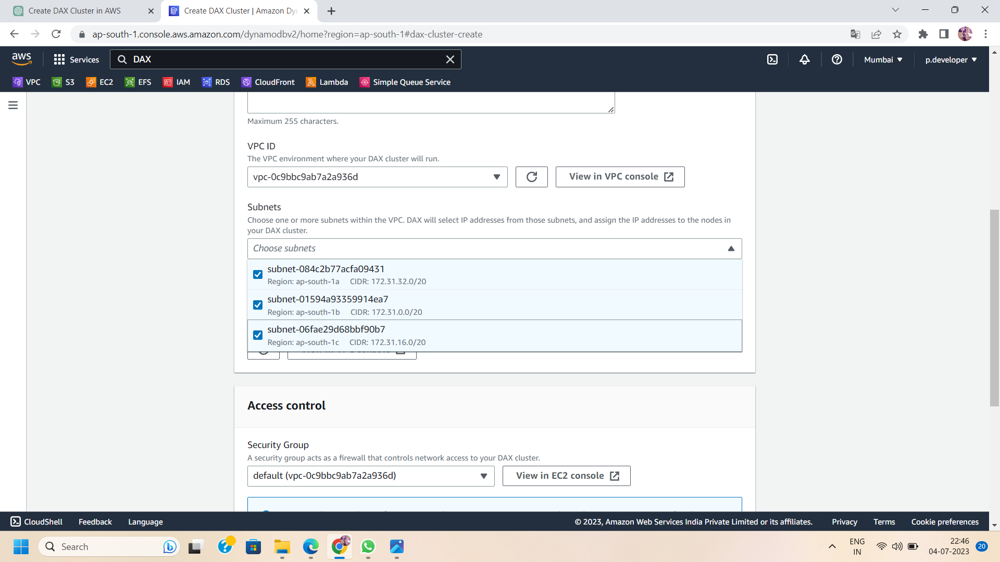 Create DAX Cluster in AWS
Create DAX Cluster | Amazon Dy
ap-south-1.console.aws.amazon.com/dynamodbv2/home?region=ap-south-1#dax-cluster-create
aws
Services
DAX
Mumbai
p.developer
VPC
S3
EC2
EFS
IAM
RDS
CloudFront
Lambda
Simple Queue Service
Maximum 255 characters.
VPC ID
The VPC environment where your DAX cluster will run.
vpc-0c9bbc9ab7a2a936d
View in VPC console
Subnets
Choose one or more subnets within the VPC. DAX will select IP addresses from those subnets, and assign the IP addresses to the nodes in
your DAX cluster.
Choose subnets
subnet-084c2b77acfa09431
Region: ap-south-1a CIDR: 172.31.32.0/20
subnet-01594a93359914ea7
Region: ap-south-1b CIDR: 172.31.0.0/20
subnet-06fae29d68bbf90b7
Region: ap-south-1c CIDR: 172.31.16.0/20
Access control
Security Group
A security group acts as a firewall that controls network access to your DAX cluster.
default (vpc-0c9bbc9ab7a2a936d)
View in EC2 console
CloudShell
Feedback
Language
© 2023, Amazon Web Services India Private Limited or its affiliates.
Privacy
Terms
Cookie preferences
Search
ENG
IN
22:46
04-07-2023
20